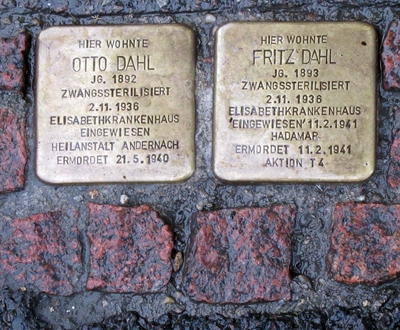 HIER WOHNTE
OTTO DAHL
JG. 1892
ZWANGSSTERILISIERT
2.11.1936
ELISABETHKRANKENHAUS
EINGEWIESEN
HEILANSTALT ANDERNACH
ERMORDET 21.5.1940
HIER WOHNTE
FRITZ DAHL
JG. 1893
ZWANGSSTERILISIERT
2.11.1936
ELISABETHKRANKENHAUS
'EINGEWIESEN' 11.2.1941
HADAMAR
ERMORDET 11.2.1941
AKTION T4